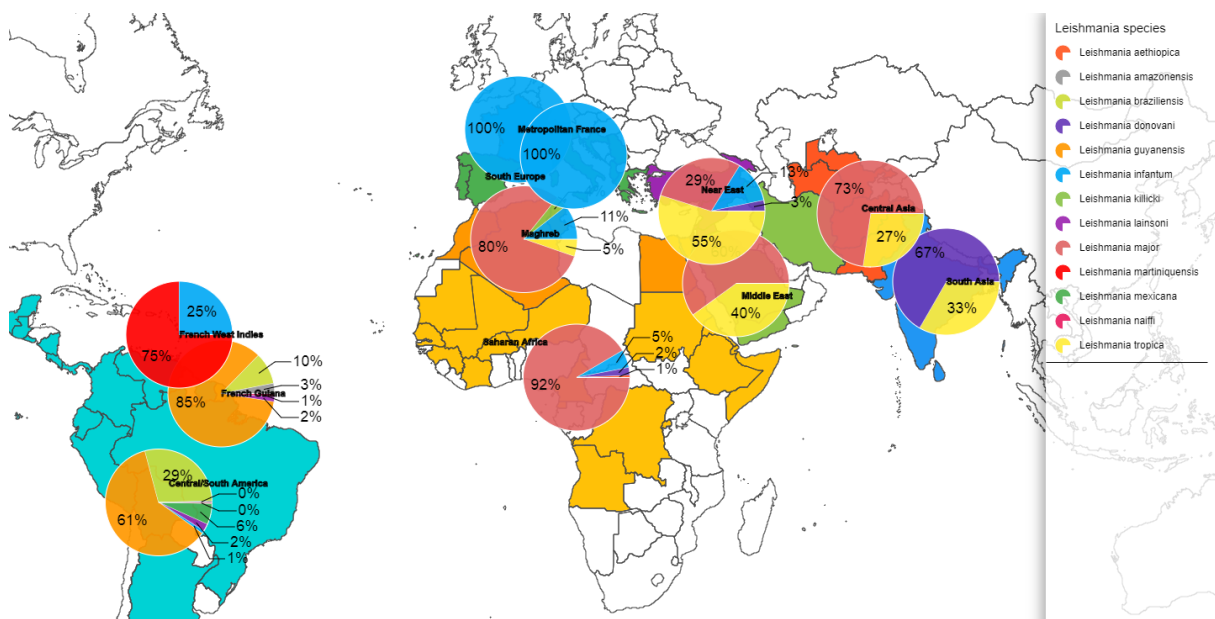 Leishmania species
Leishmania aethiopica
Leishmania amazonensis
Leishmania braziliensis
Leishmania donovani
Leishmania guyanensis
Leishmania infantum
Leishmania killicki
Leishmania lainsoni
Leishmania major
Leishmania martiniquensis
Leishmania mexicana
Leishmania naiffi
Leishmania tropica
100%
Metropolitan France
100%
South Europe
Maghreb
80%
11%
5%
29%
Near East
13%
3%
55%
73%
Central Asia
27%
67%
South Asia
33%
Middle East
40%
Saharan Africa
92%
5%
2%
1%
25%
French West Indies
75%
10%
3%
French Guiana
85%
1%
2%
29%
Central/South America
0%
0%
61%
6%
2%
1%